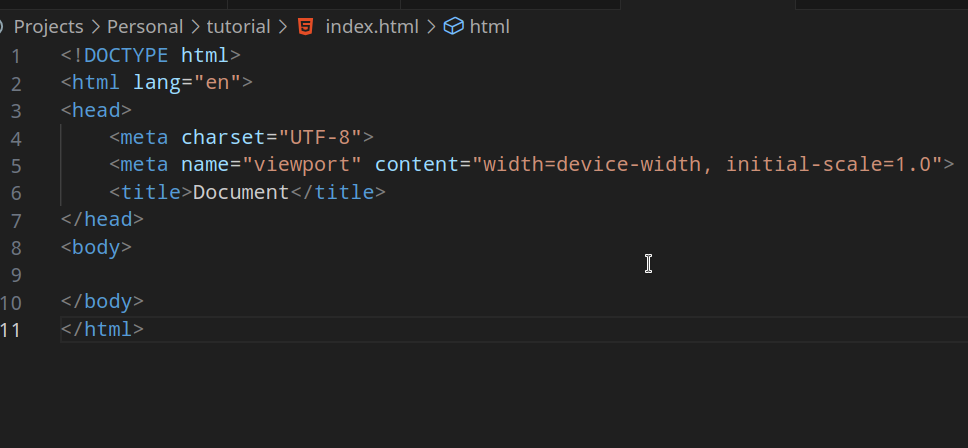 Projects > Personal > tutorial > index.html > html
1 <!DOCTYPE html>
2 <html lang="en">
3 <head>
4     <meta charset="UTF-8">
5     <meta name="viewport" content="width=device-width, initial-scale=1.0">
6     <title>Document</title>
7 </head>
8 <body>
9
10 </body>
11 </html>